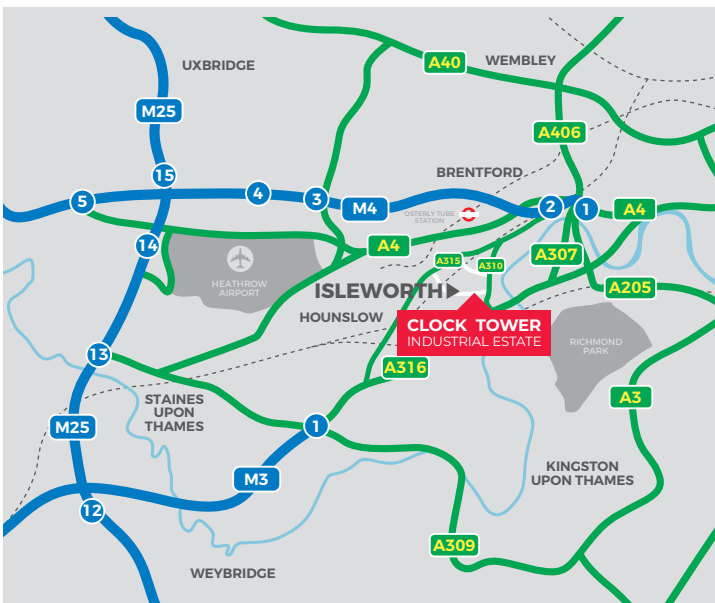 UXBRIDGE
A40
WEMBLEY
M25
A406
15
BRENTFORD
5
4
3
M4
2
1
A4
OSTERLY TUBE
STATION
14
A4
A315
A310
A307
HEATHROW
AIRPORT
ISLEWORTH
A205
HOUNSLOW
CLOCK TOWER
INDUSTRIAL ESTATE
RICHMOND
PARK
13
A316
STAINES
UPON
THAMES
A3
M25
1
KINGSTON
UPON THAMES
M3
12
A309
WEYBRIDGE